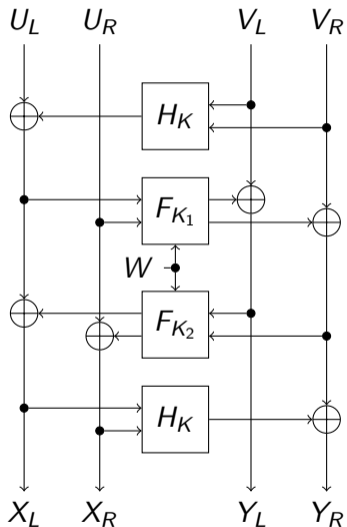 U_L U_R V_L V_R
H_K
F_{K_1}
W
F_{K_2}
H_K
X_L X_R Y_L Y_R